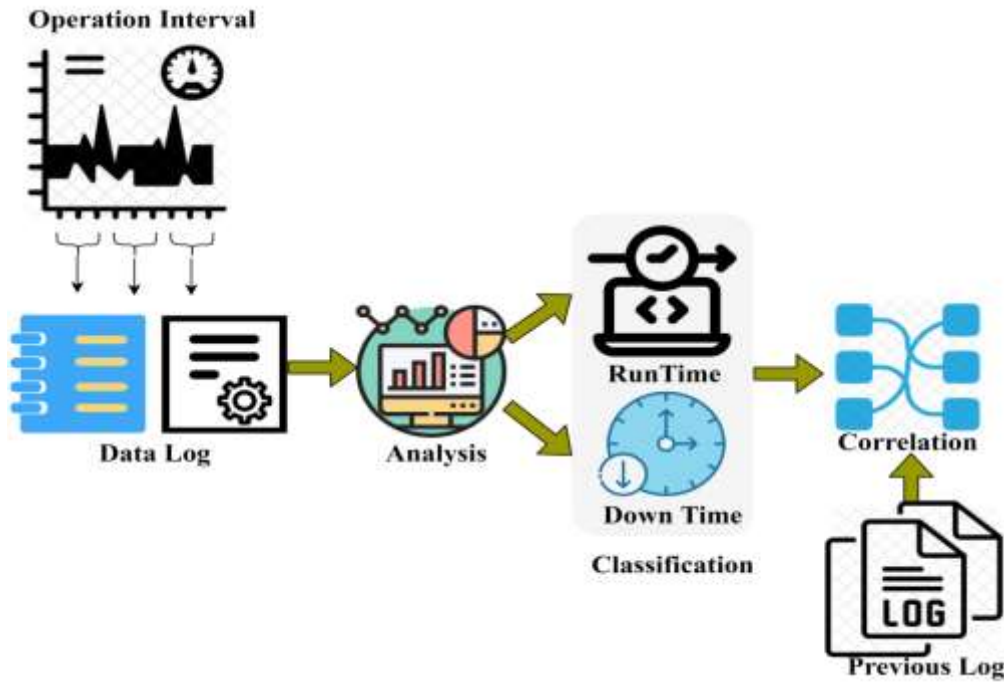 Operation Interval
Data Log
Analysis
RunTime
Down Time
Classification
Correlation
LOG
Previous Log